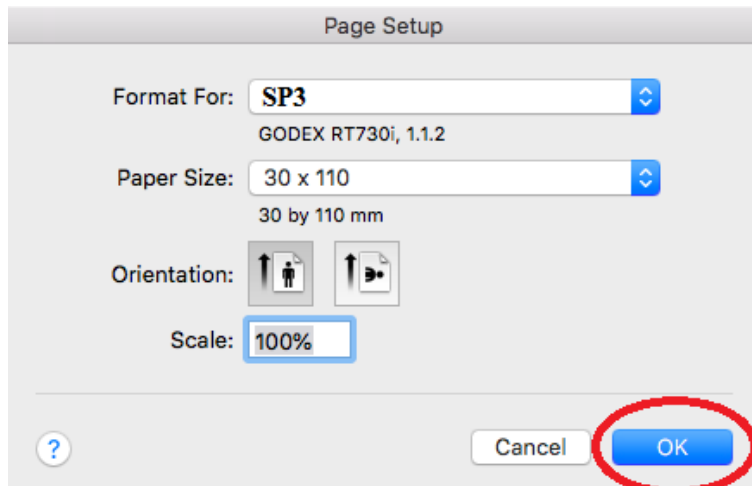 Page Setup
Format For: SP3
GODEX RT730i, 1.1.2
Paper Size: 30 x 110
30 by 110 mm
Orientation:
Scale: 100%
? Cancel OK